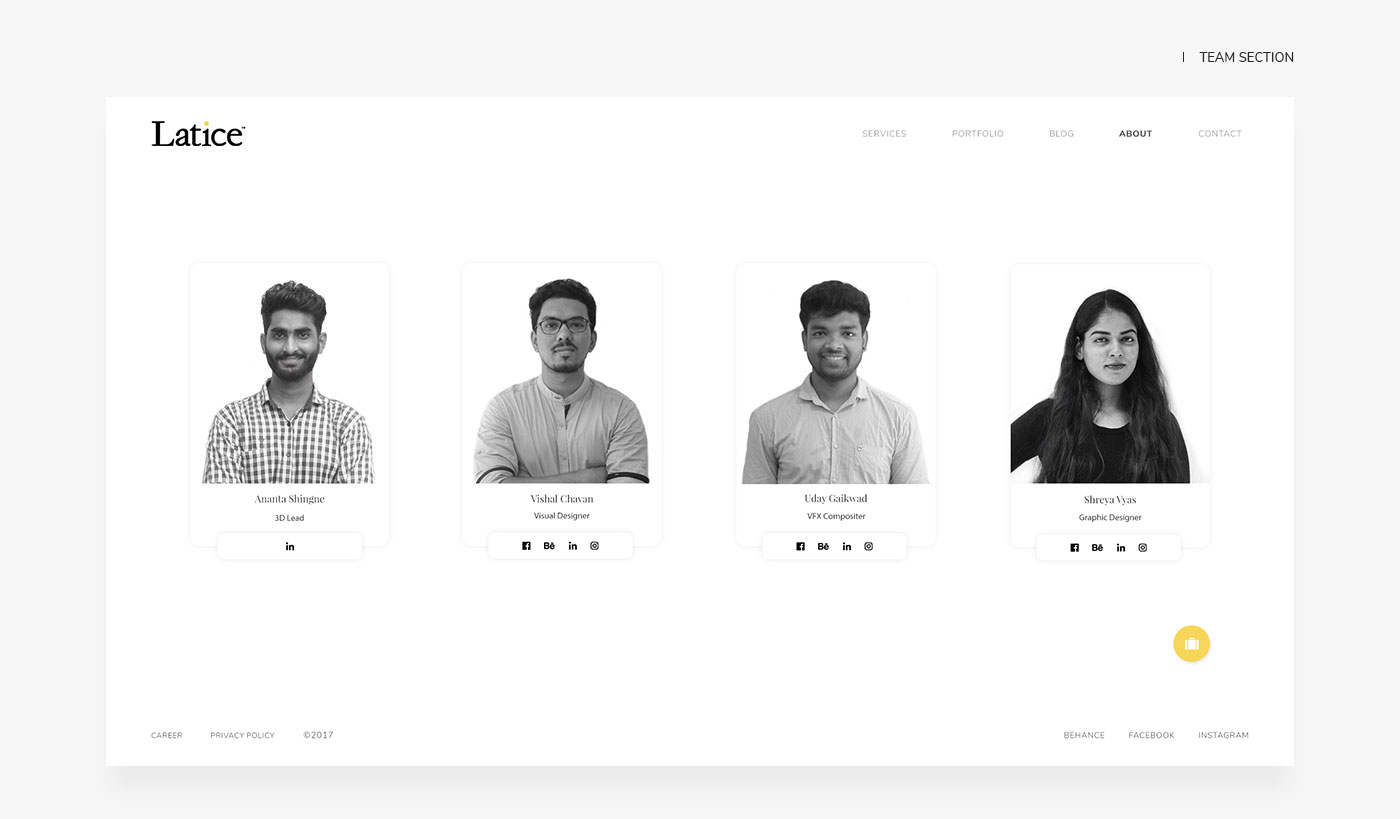 TEAM SECTION
Latice™
SERVICES PORTFOLIO BLOG ABOUT CONTACT
Ananta Shingne
3D Lead
Vishal Chavan
Visual Designer
Uday Gaikwad
VFX Compositer
Shreya Vyas
Graphic Designer
in
Bē in
Bē in
Bē in
CAREER PRIVACY POLICY ©2017
BEHANCE FACEBOOK INSTAGRAM